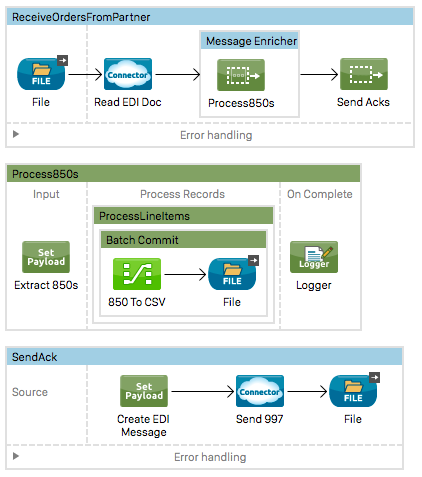 ReceiveOrdersFromPartner
Message Enricher
FILE
Connector
File
Read EDI Doc
Process850s
Send Acks
Error handling
Process850s
Input
Process Records
On Complete
ProcessLineItems
Batch Commit
Set Payload
FILE
Logger
Extract 850s
850 To CSV
File
Logger
SendAck
Source
Set Payload
Connector
FILE
Create EDI Message
Send 997
File
Error handling